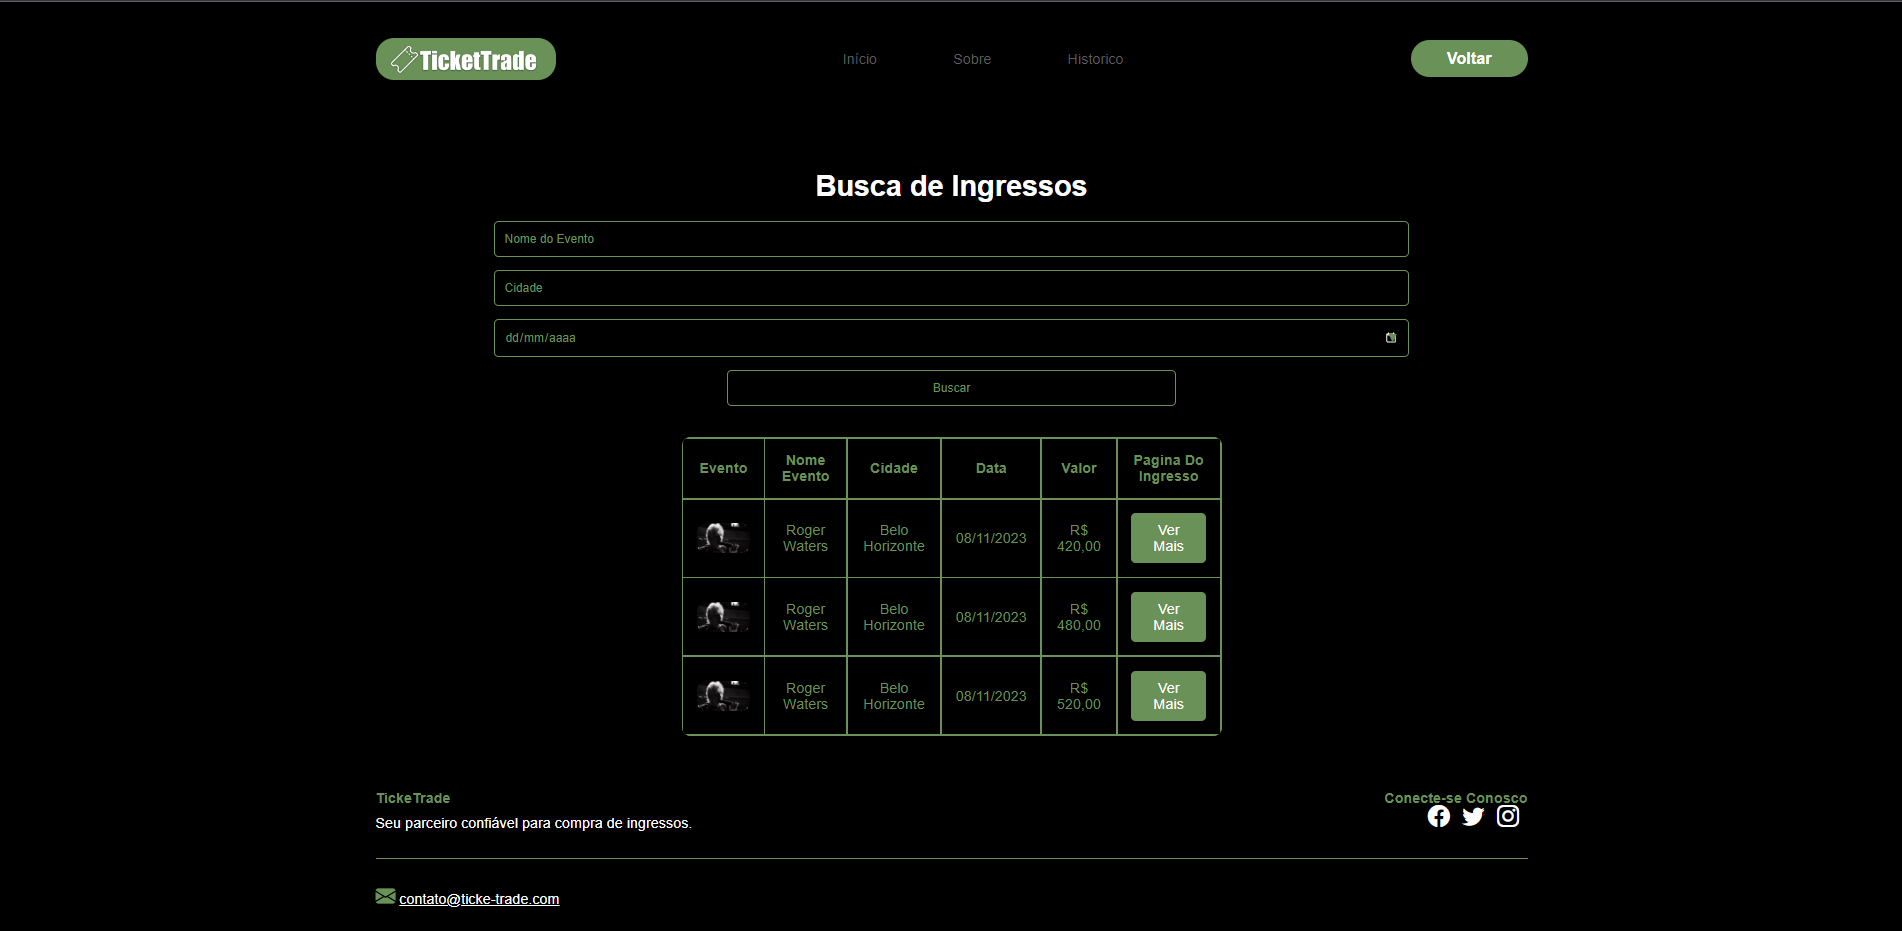 TicketTrade
Início
Sobre
Historico
Voltar
Busca de Ingressos
Nome do Evento
Cidade
dd/mm/aaaa
Buscar
Evento
Nome
Evento
Cidade
Data
Valor
Pagina Do
Ingresso
Roger
Waters
Belo
Horizonte
08/11/2023
R$
420,00
Ver
Mais
Roger
Waters
Belo
Horizonte
08/11/2023
R$
480,00
Ver
Mais
Roger
Waters
Belo
Horizonte
08/11/2023
R$
520,00
Ver
Mais
TickeTrade
Seu parceiro confiável para compra de ingressos.
Conecte-se Conosco
contato@ticke-trade.com